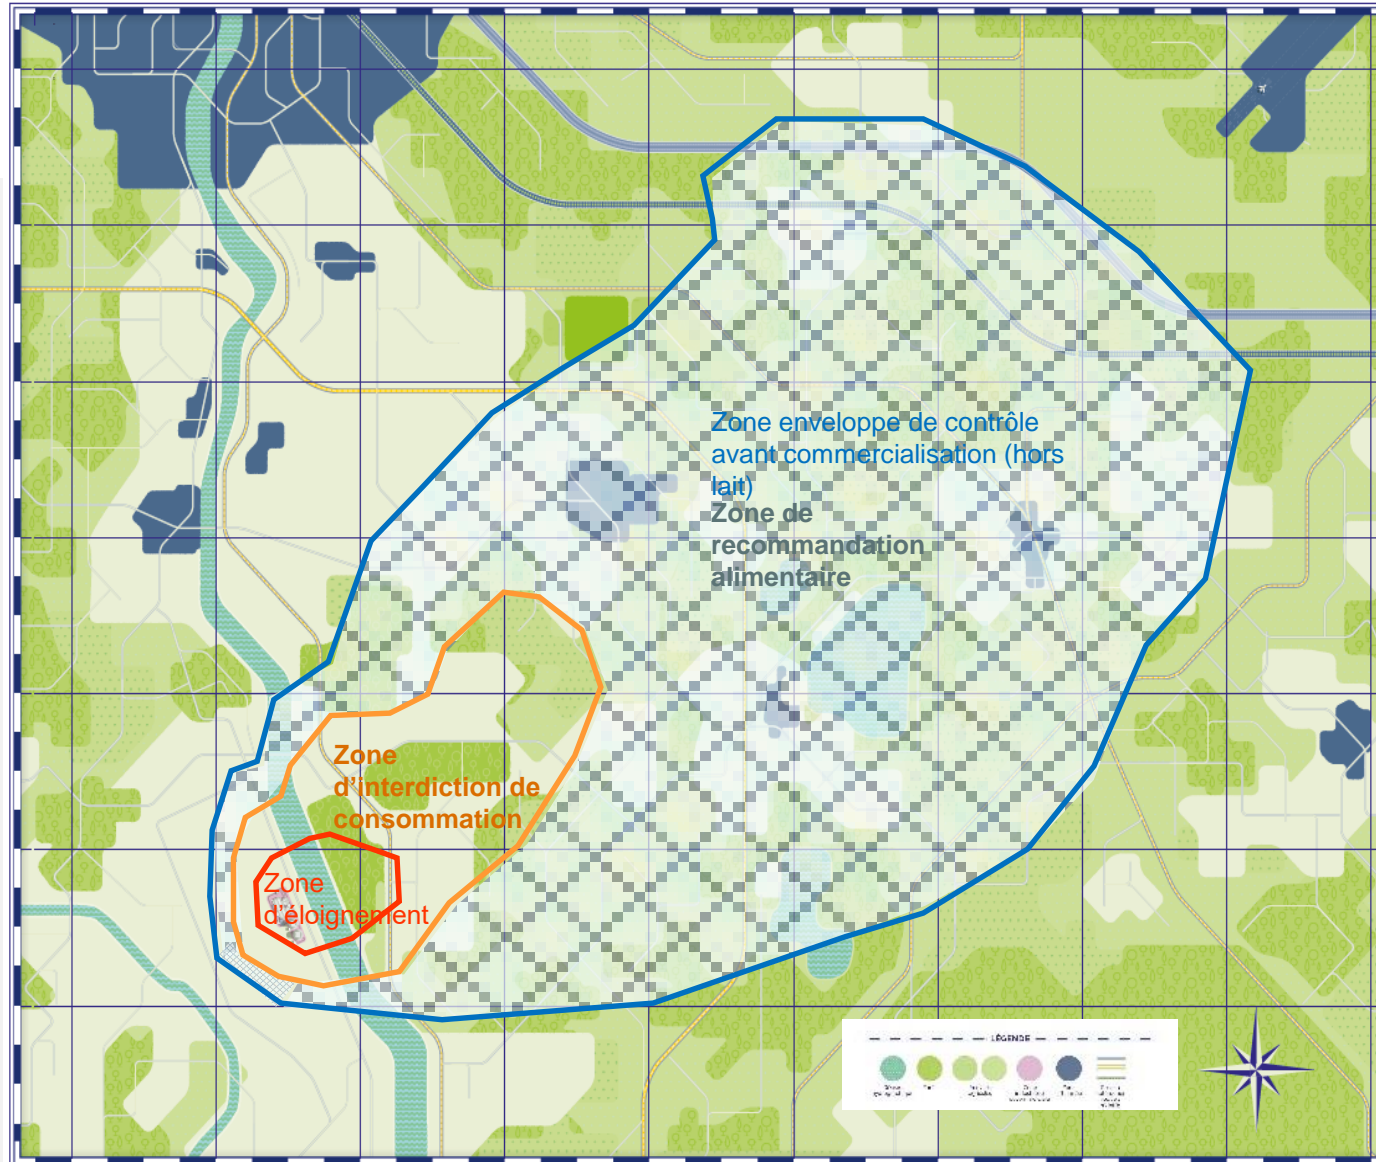 Zone enveloppe de contrôle
avant commercialisation (hors
lait)
Zone de
recommandation
alimentaire
Zone
d'interdiction de
consommation
Zone
d'éloignement
LÉGENDE